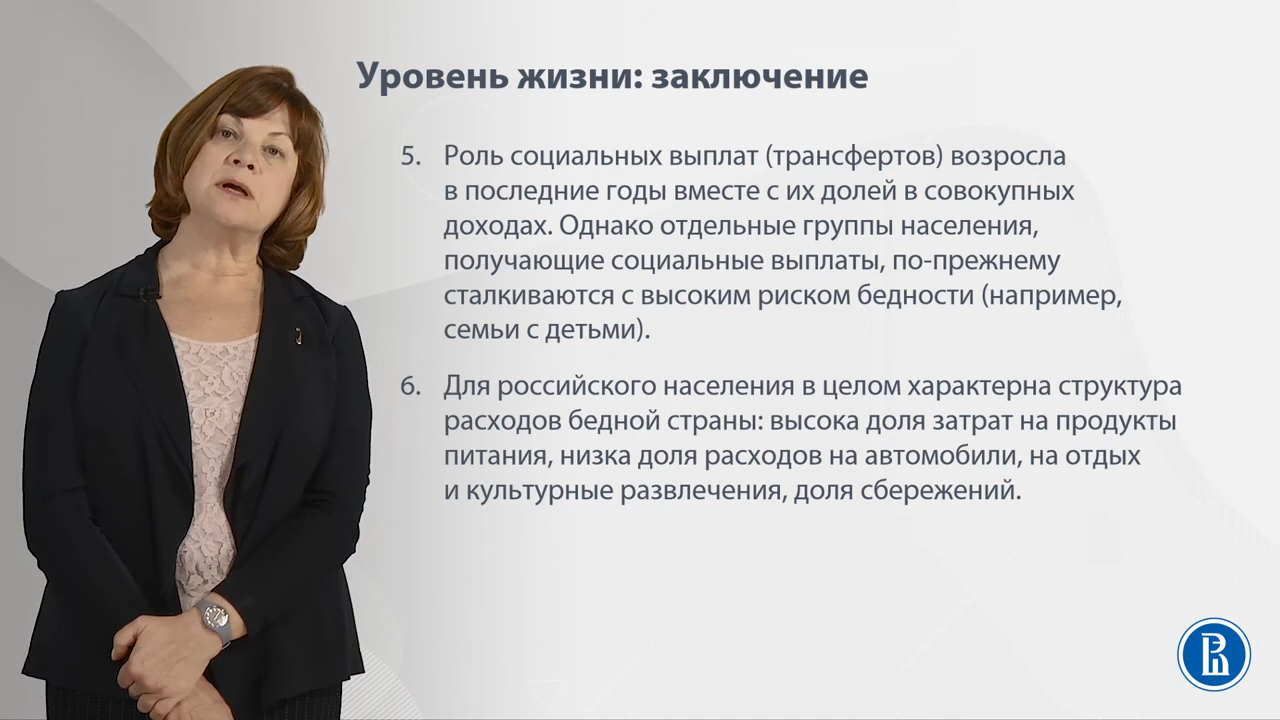 Уровень жизни: заключение
5. Роль социальных выплат (трансфертов) возросла
в последние годы вместе с их долей в совокупных
доходах. Однако отдельные группы населения,
получающие социальные выплаты, по-прежнему
сталкиваются с высоким риском бедности (например,
семьи с детьми).
6. Для российского населения в целом характерна структура
расходов бедной страны: высока доля затрат на продукты
питания, низка доля расходов на автомобили, на отдых
и культурные развлечения, доля сбережений.